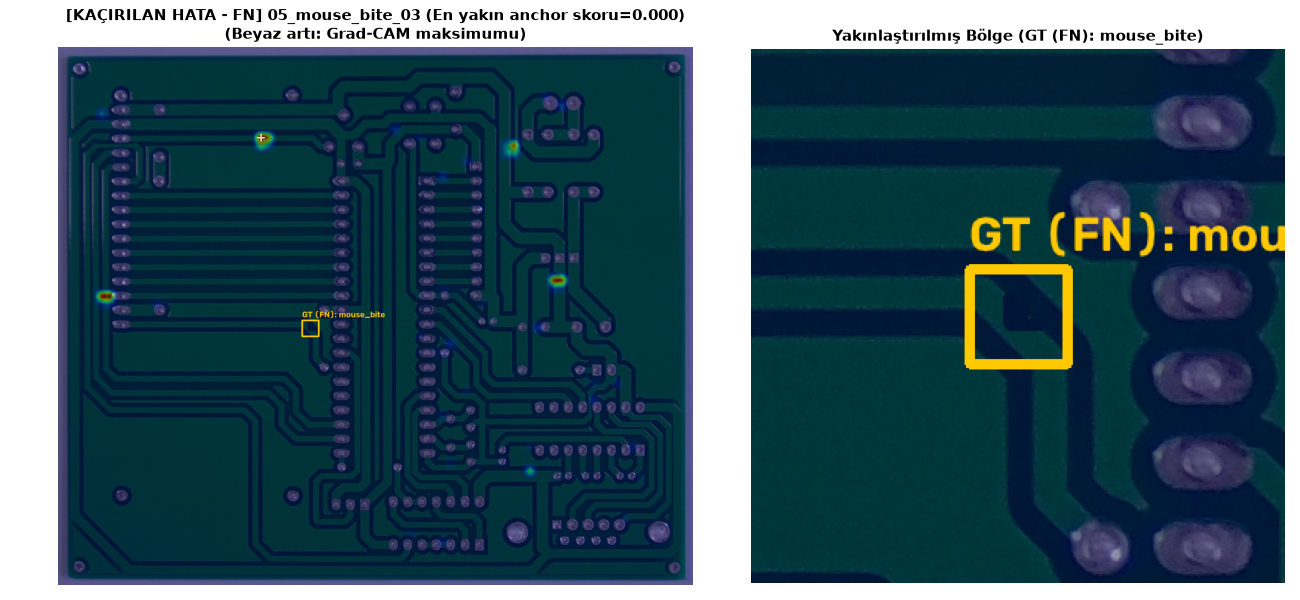 [KAÇIRILAN HATA - FN] 05_mouse_bite_03 (En yakın anchor skoru=0.000)
(Beyaz artı: Grad-CAM maksimumu)
Yakınlaştırılmış Bölge (GT (FN): mouse_bite)
GT (FN): mouse_bite
GT (FN): mou